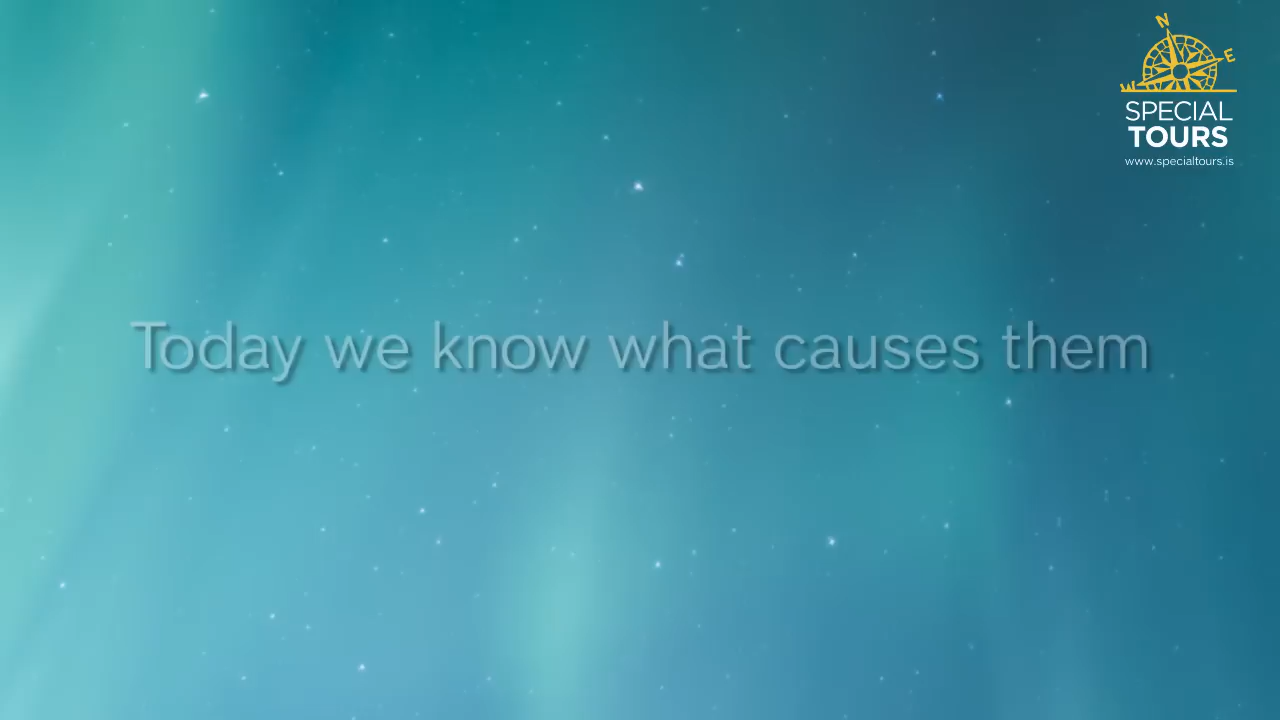 N
E
W
SPECIAL
TOURS
www.specialtours.is
Today we know what causes them